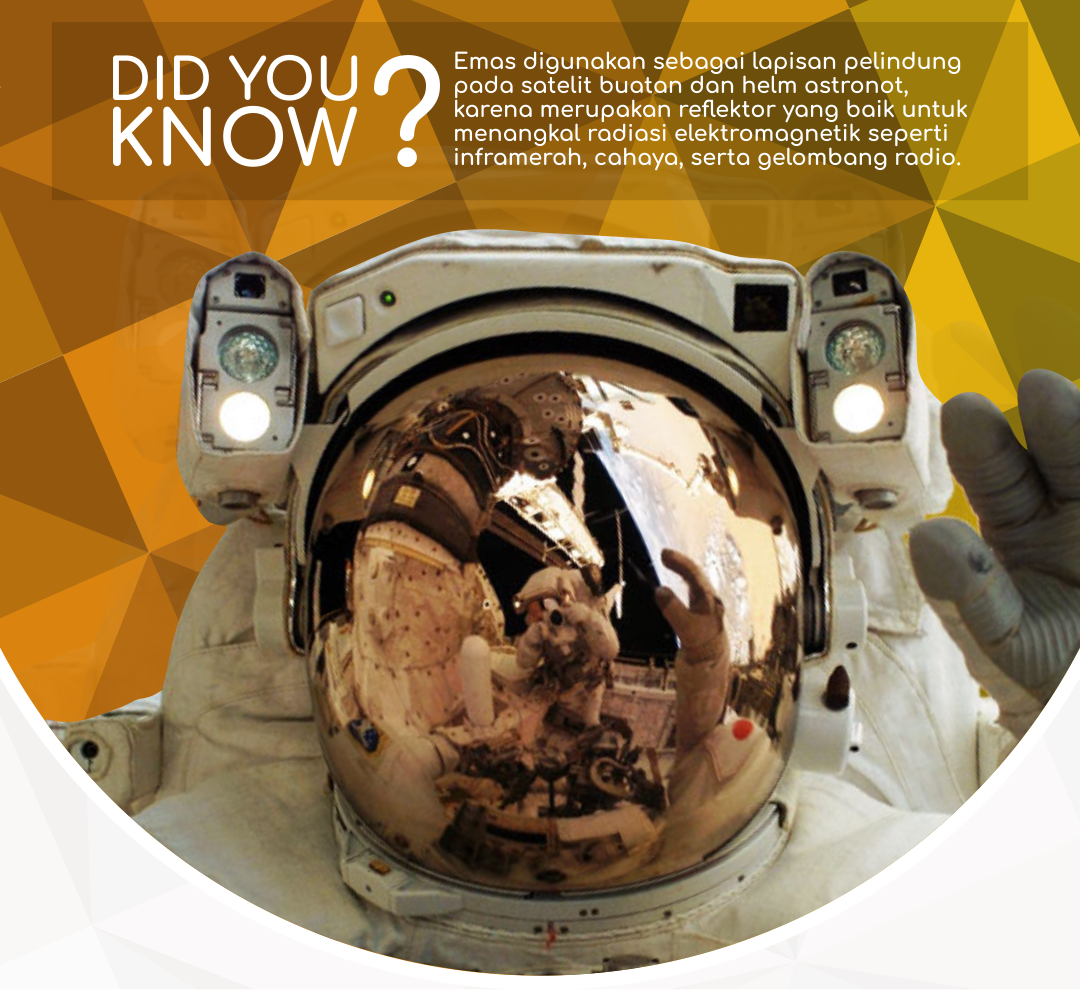 DID YOU
KNOW ?
Emas digunakan sebagai lapisan pelindung
pada satelit buatan dan helm astronot,
karena merupakan reflektor yang baik untuk
menangkal radiasi elektromagnetik seperti
inframerah, cahaya, serta gelombang radio.